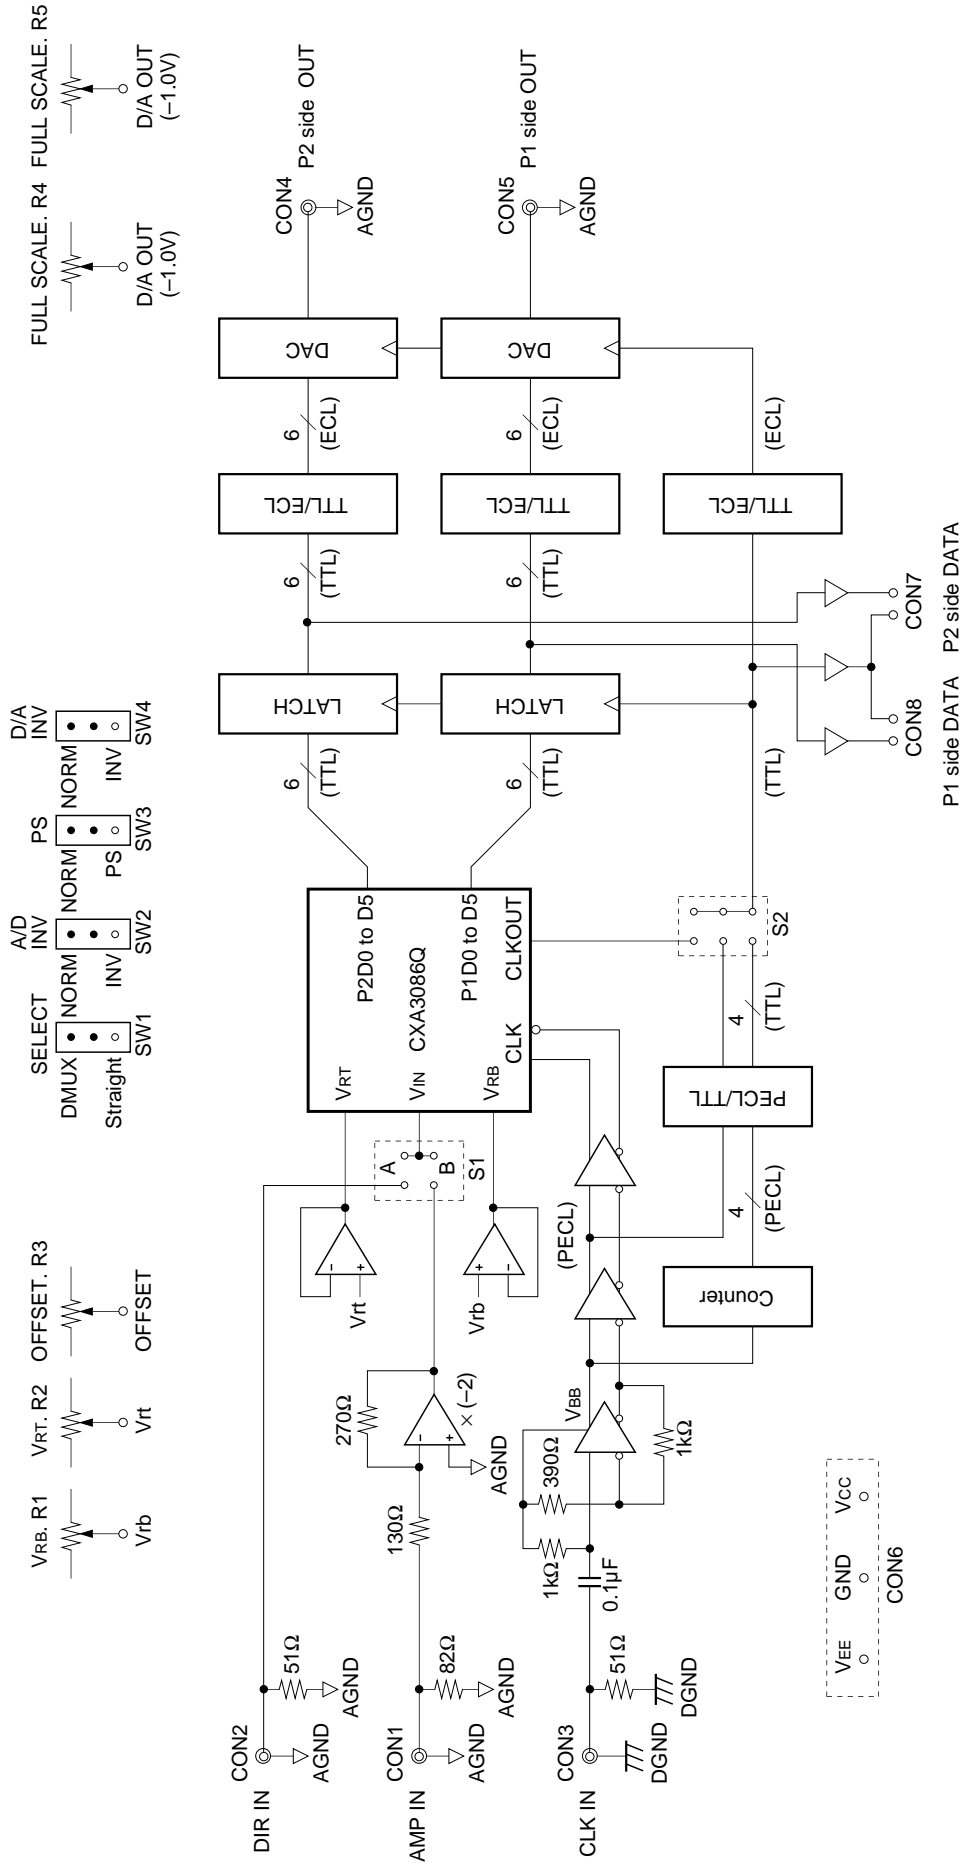 VRB. R1
Vrb
VRT. R2
Vrt
OFFSET. R3
OFFSET
SELECT
DMUX
Straight
SW1
A/D
INV
NORM
INV
SW2
PS
NORM
PS
SW3
D/A
INV
NORM
INV
SW4
FULL SCALE. R4
D/A OUT
(–1.0V)
FULL SCALE. R5
D/A OUT
(–1.0V)
DIR IN
CON2
AGND
51Ω
AGND
AMP IN
CON1
AGND
82Ω
AGND
130Ω
270Ω
–
+
× (–2)
AGND
Vrt
–
+
Vrb
+
–
A
B
S1
VRT
VIN
VRB
CXA3086Q
P2D0 to D5
P1D0 to D5
CLK
CLKOUT
6
(TTL)
LATCH
6
(TTL)
TTL/ECL
6
(ECL)
DAC
CON4
AGND
P2 side OUT
6
(TTL)
LATCH
6
(TTL)
TTL/ECL
6
(ECL)
DAC
CON5
AGND
P1 side OUT
CLK IN
CON3
DGND
51Ω
DGND
0.1µF
1kΩ
390Ω
VBB
1kΩ
(PECL)
Counter
4
(PECL)
PECL/TTL
4
(TTL)
S2
(TTL)
TTL/ECL
(ECL)
CON8
CON7
P1 side DATA
P2 side DATA
VEE
GND
VCC
CON6